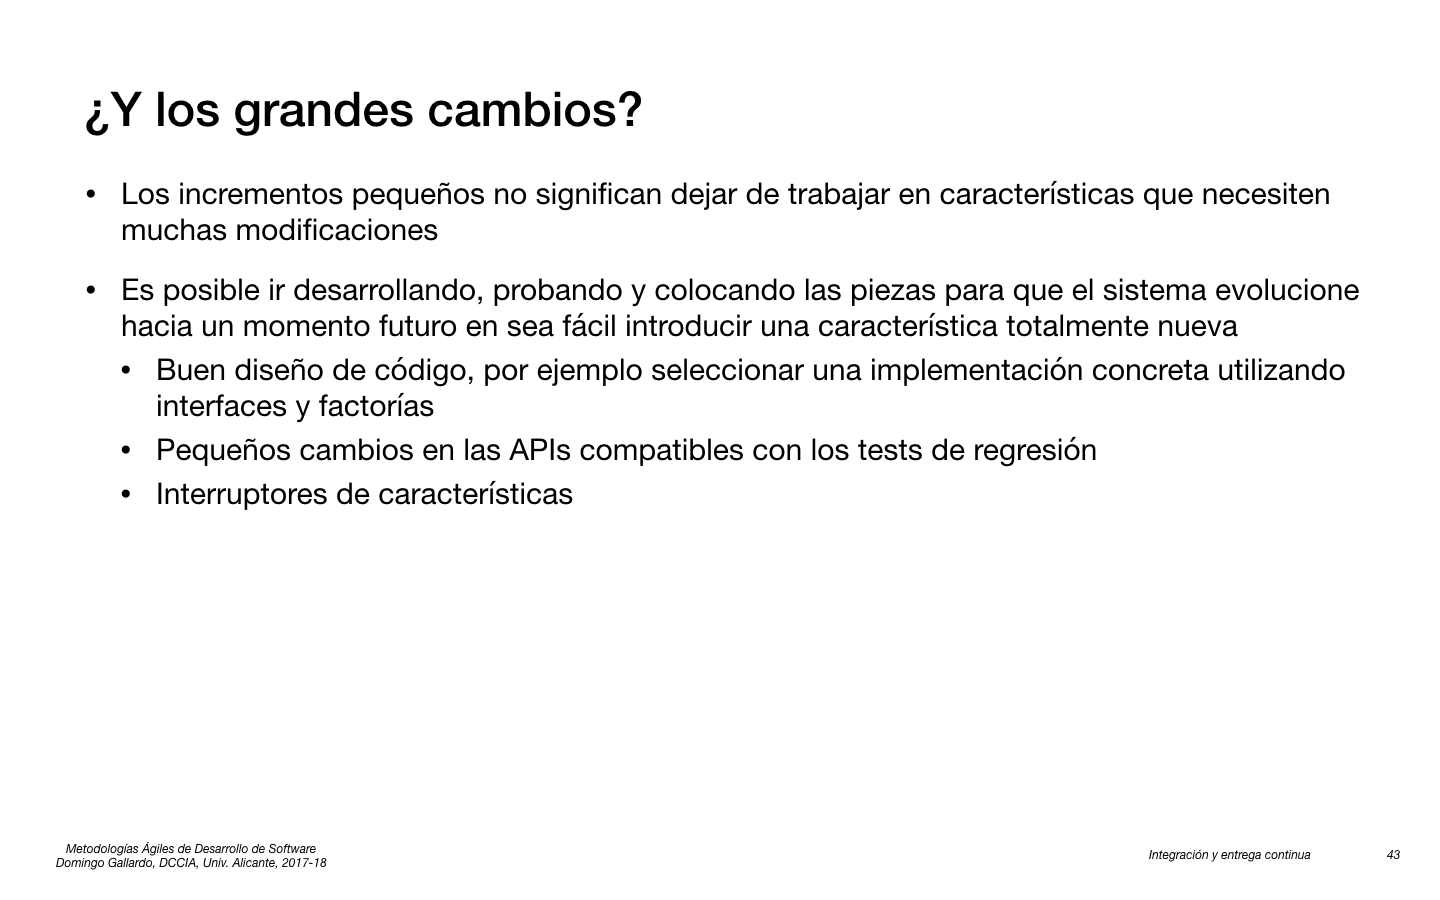 ¿Y los grandes cambios?
• Los incrementos pequeños no significan dejar de trabajar en características que necesiten
muchas modificaciones
• Es posible ir desarrollando, probando y colocando las piezas para que el sistema evolucione
hacia un momento futuro en sea fácil introducir una característica totalmente nueva
• Buen diseño de código, por ejemplo seleccionar una implementación concreta utilizando
interfaces y factorías
• Pequeños cambios en las APIs compatibles con los tests de regresión
• Interruptores de características
Metodologías Ágiles de Desarrollo de Software
Domingo Gallardo, DCCIA, Univ. Alicante, 2017-18
Integración y entrega continua
43